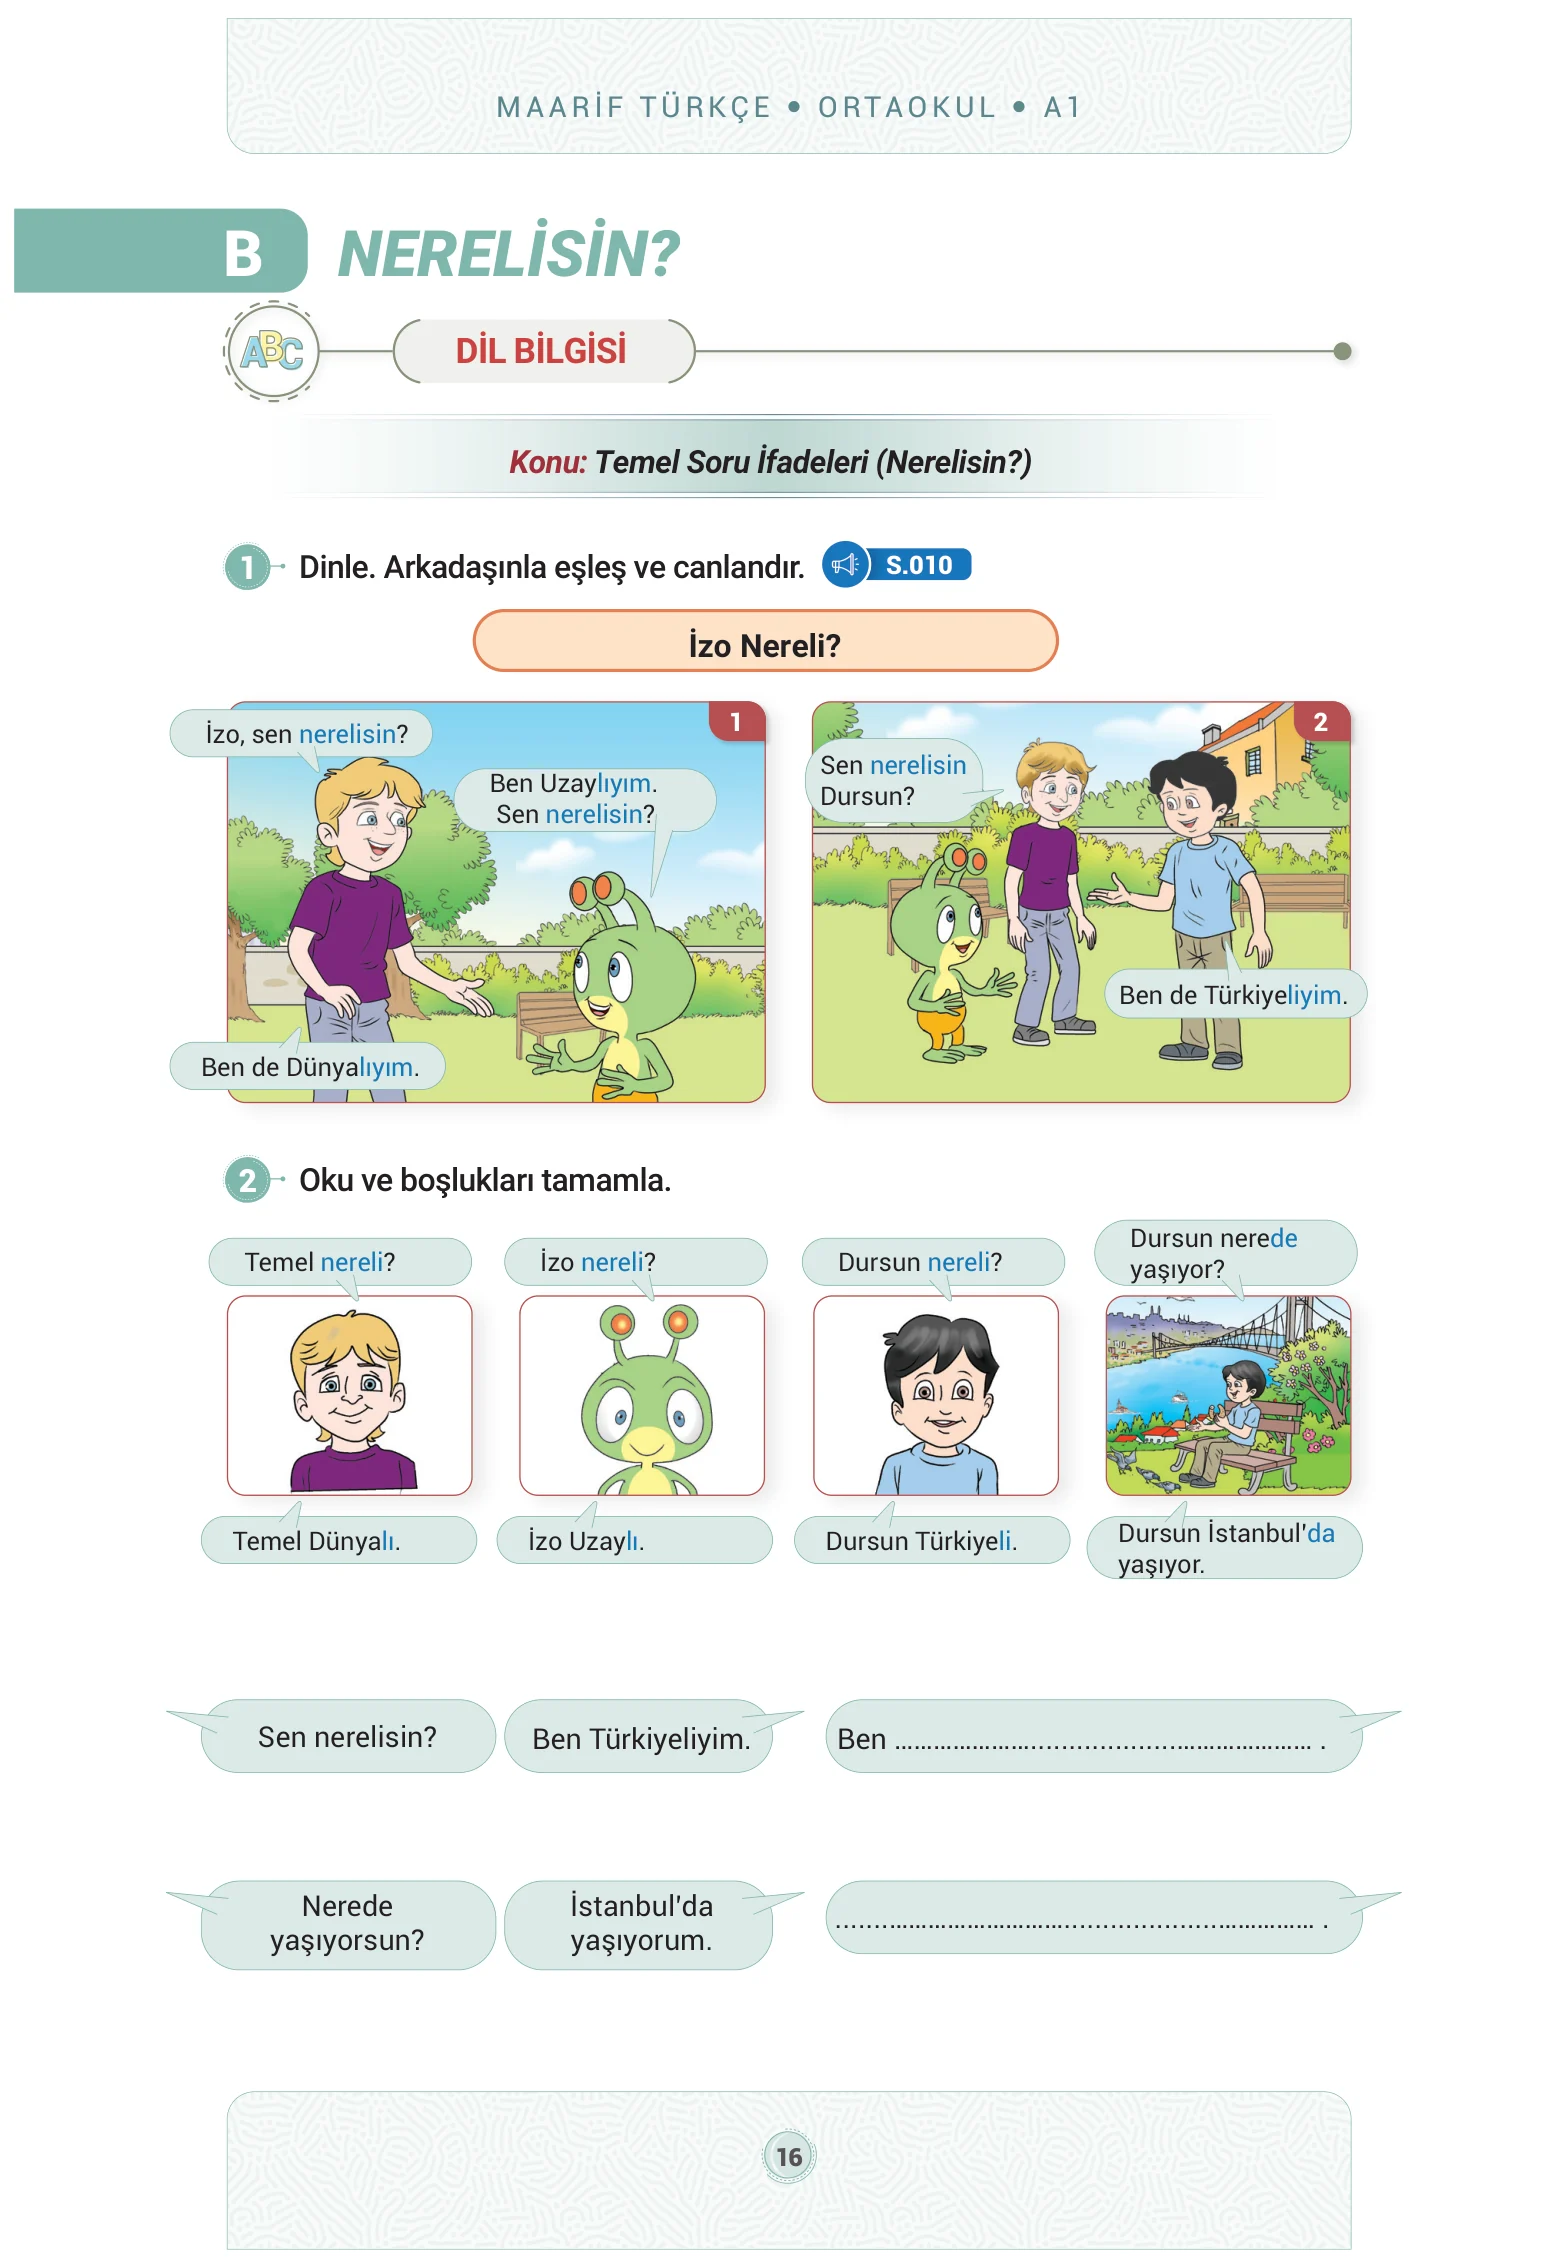 MAARİF TÜRKÇE • ORTAOKUL • A1
B NERELİSİN?
ABC
DİL BİLGİSİ
Konu: Temel Soru İfadeleri (Nerelisin?)
1 Dinle. Arkadaşınla eşleş ve canlandır. S.010
İzo Nereli?
1
İzo, sen nerelisin?
Ben Uzaylıyım.
Sen nerelisin?
Ben de Dünyalıyım.
2
Sen nerelisin
Dursun?
Ben de Türkiyeliyim.
2 Oku ve boşlukları tamamla.
Temel nereli?
Temel Dünyalı.
İzo nereli?
İzo Uzaylı.
Dursun nereli?
Dursun Türkiyeli.
Dursun nerede
yaşıyor?
Dursun İstanbul'da
yaşıyor.
Sen nerelisin?
Ben Türkiyeliyim.
Ben .......................................................... .
Nerede
yaşıyorsun?
İstanbul'da
yaşıyorum.
................................................................ .
16